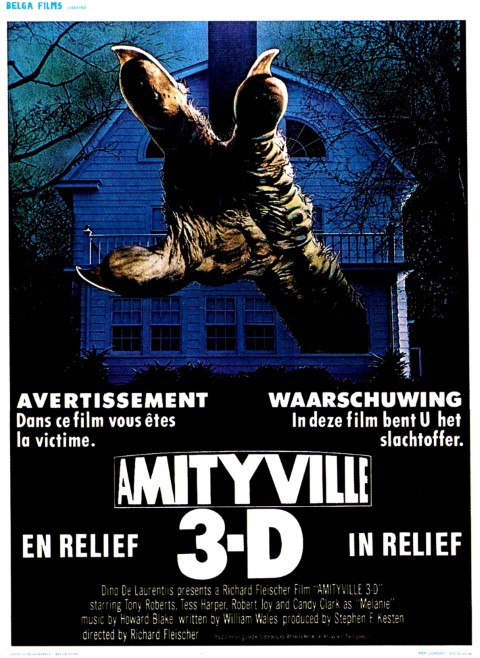 BELGA FILMS
AVERTISSEMENT
Dans ce film vous êtes
la victime.
WAARSCHUWING
In deze film bent U het
slachtoffer.
AMITYVILLE
3-D
EN RELIEF
IN RELIEF
Dino De Laurentiis presents a Richard Fleischer Film "AMITYVILLE 3-D"
starring Tony Roberts, Tess Harper, Robert Joy and Candy Clark as "Melanie"
music by Howard Blake written by William Wales produced by Stephen F. Kesten
directed by Richard Fleischer